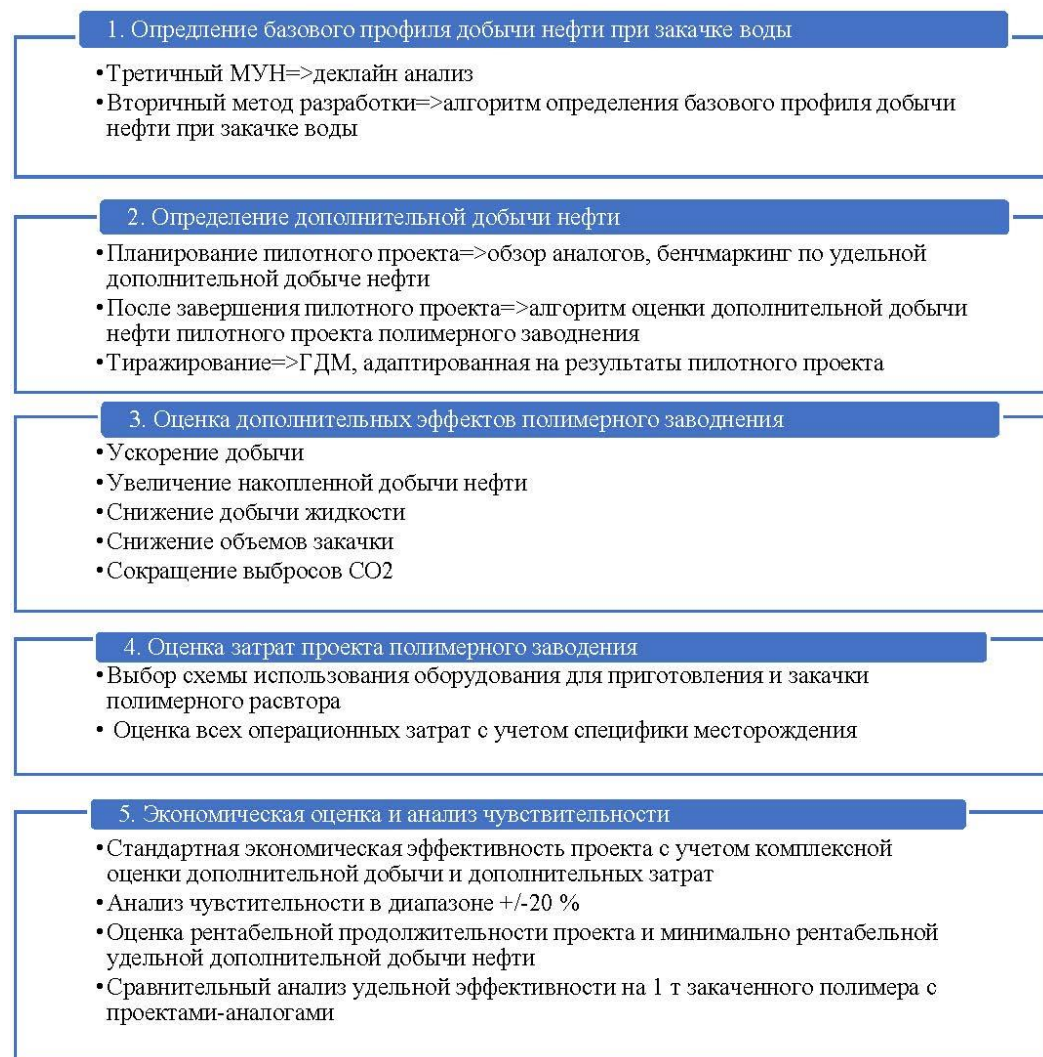 1. Опредление базового профиля добычи нефти при закачке воды
•Третичный МУН=>деклайн анализ
•Вторичный метод разработки=>алгоритм определения базового профиля добычи
нефти при закачке воды
2. Определение дополнительной добычи нефти
•Планирование пилотного проекта=>обзор аналогов, бенчмаркинг по удельной
дополнительной добыче нефти
•После завершения пилотного проекта=>алгоритм оценки дополнительной добычи
нефти пилотного проекта полимерного заводнения
•Тиражирование=>ГДМ, адаптированная на результаты пилотного проекта
3. Оценка дополнительных эффектов полимерного заводнения
•Ускорение добычи
•Увеличение накопленной добычи нефти
•Снижение добычи жидкости
•Снижение объемов закачки
•Сокращение выбросов СО2
4. Оценка затрат проекта полимерного заводения
•Выбор схемы использования оборудования для приготовления и закачки
полимерного расвтора
• Оценка всех операционных затрат с учетом специфики месторождения
5. Экономическая оценка и анализ чувствительности
•Стандартная экономическая эффективность проекта с учетом комплексной
оценки дополнительной добычи и дополнительных затрат
•Анализ чувстительности в диапазоне +/-20 %
•Оценка рентабельной продолжительности проекта и минимально рентабельной
удельной дополнительной добычи нефти
•Сравнительный анализ удельной эффективности на 1 т закаченного полимера с
проектами-аналогами